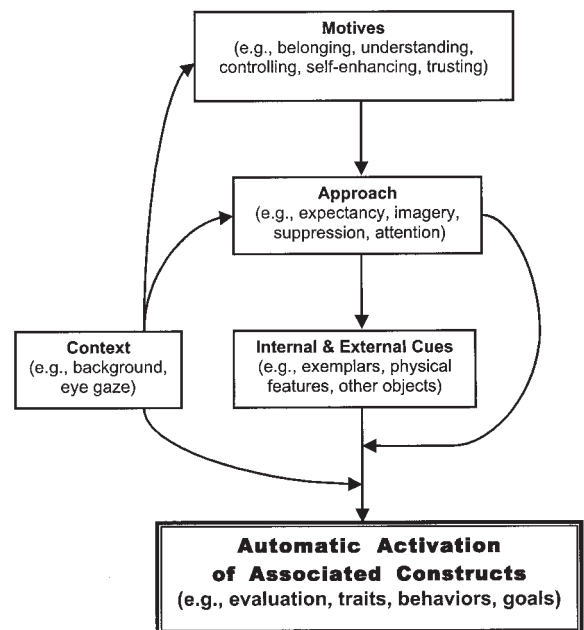 Motives
(e.g., belonging, understanding,
controlling, self-enhancing, trusting)
Approach
(e.g., expectancy, imagery,
suppression, attention)
Context
(e.g., background,
eye gaze)
Internal & External Cues
(e.g., exemplars, physical
features, other objects)
Automatic Activation
of Associated Constructs
(e.g., evaluation, traits, behaviors, goals)